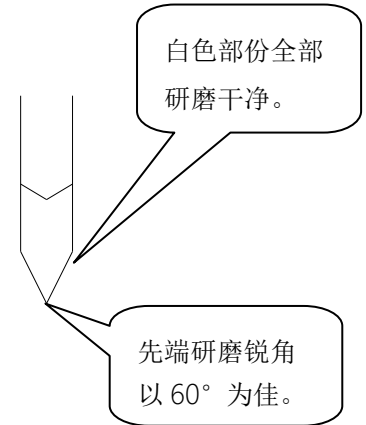 白色部份全部
研磨干净。
先端研磨锐角
以 60° 为佳。